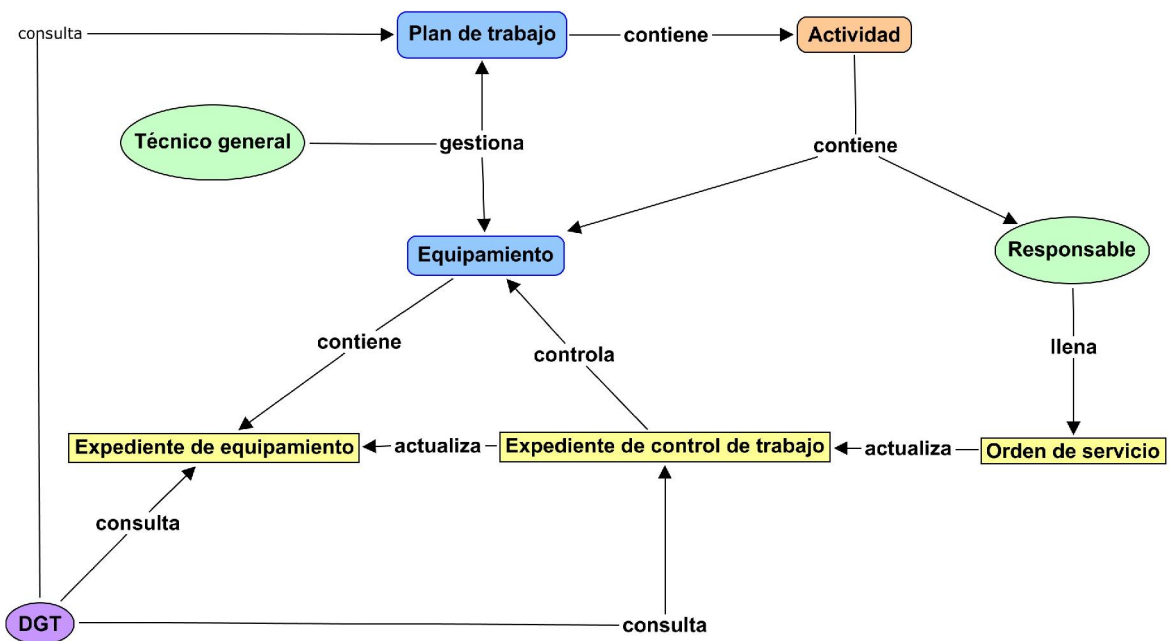 consulta
Plan de trabajo
contiene
Actividad
Técnico general
gestiona
contiene
Equipamiento
Responsable
contiene
controla
llena
Expediente de equipamiento
actualiza
Expediente de control de trabajo
actualiza
Orden de servicio
consulta
DGT
consulta